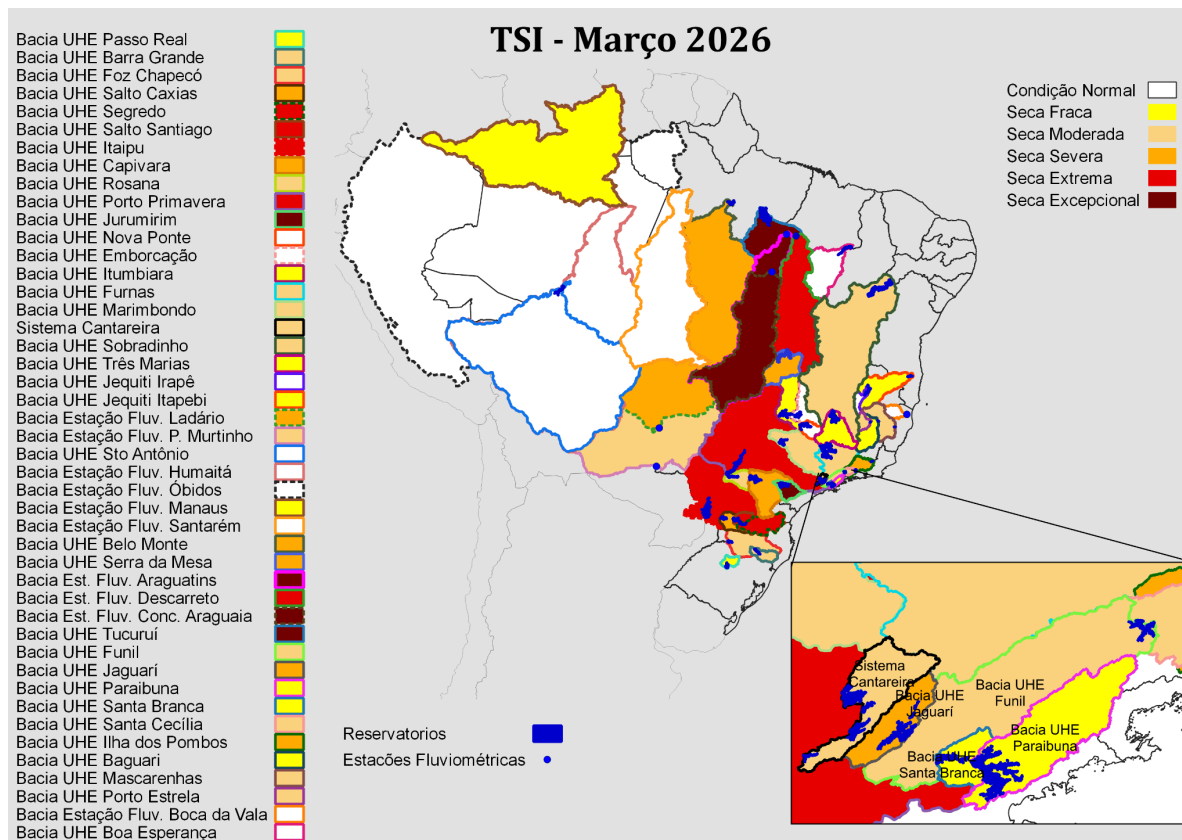 TSI - Março 2026
Bacia UHE Passo Real
Bacia UHE Barra Grande
Bacia UHE Foz Chapecó
Bacia UHE Salto Caxias
Bacia UHE Segredo
Bacia UHE Salto Santiago
Bacia UHE Itaipu
Bacia UHE Capivara
Bacia UHE Rosana
Bacia UHE Porto Primavera
Bacia UHE Jurumirim
Bacia UHE Nova Ponte
Bacia UHE Emborcação
Bacia UHE Itumbiara
Bacia UHE Furnas
Bacia UHE Marimbondo
Sistema Cantareira
Bacia UHE Sobradinho
Bacia UHE Três Marias
Bacia UHE Jequiti Irapê
Bacia UHE Jequiti Itapebi
Bacia Estação Fluv. Ladário
Bacia Estação Fluv. P. Murtinho
Bacia UHE Sto Antônio
Bacia Estação Fluv. Humaitá
Bacia Estação Fluv. Óbidos
Bacia Estação Fluv. Manaus
Bacia Estação Fluv. Santarém
Bacia UHE Belo Monte
Bacia UHE Serra da Mesa
Bacia Est. Fluv. Araguatins
Bacia Est. Fluv. Descarreto
Bacia Est. Fluv. Conc. Araguaia
Bacia UHE Tucuruí
Bacia UHE Funil
Bacia UHE Jaguarí
Bacia UHE Paraibuna
Bacia UHE Santa Branca
Bacia UHE Santa Cecília
Bacia UHE Ilha dos Pombos
Bacia UHE Baguari
Bacia UHE Mascarenhas
Bacia UHE Porto Estrela
Bacia Estação Fluv. Boca da Vala
Bacia UHE Boa Esperança
Condição Normal
Seca Fraca
Seca Moderada
Seca Severa
Seca Extrema
Seca Excepcional
Reservatorios
Estacões Fluviométricas
Sistema
Cantareira
Bacia UHE
Jaguarí
Bacia UHE
Funil
Bacia UHE
Paraibuna
Bacia UHE
Santa Branca